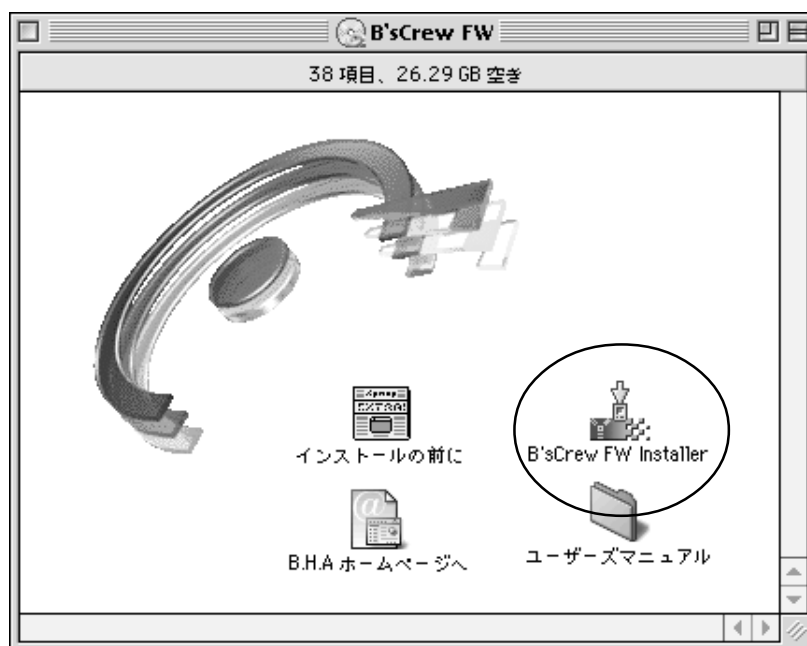 B'sCrew FW
38 項目、26.29 GB 空き
インストールの前に
B'sCrew FW Installer
B.H.A ホームページへ
ユーザーズマニュアル